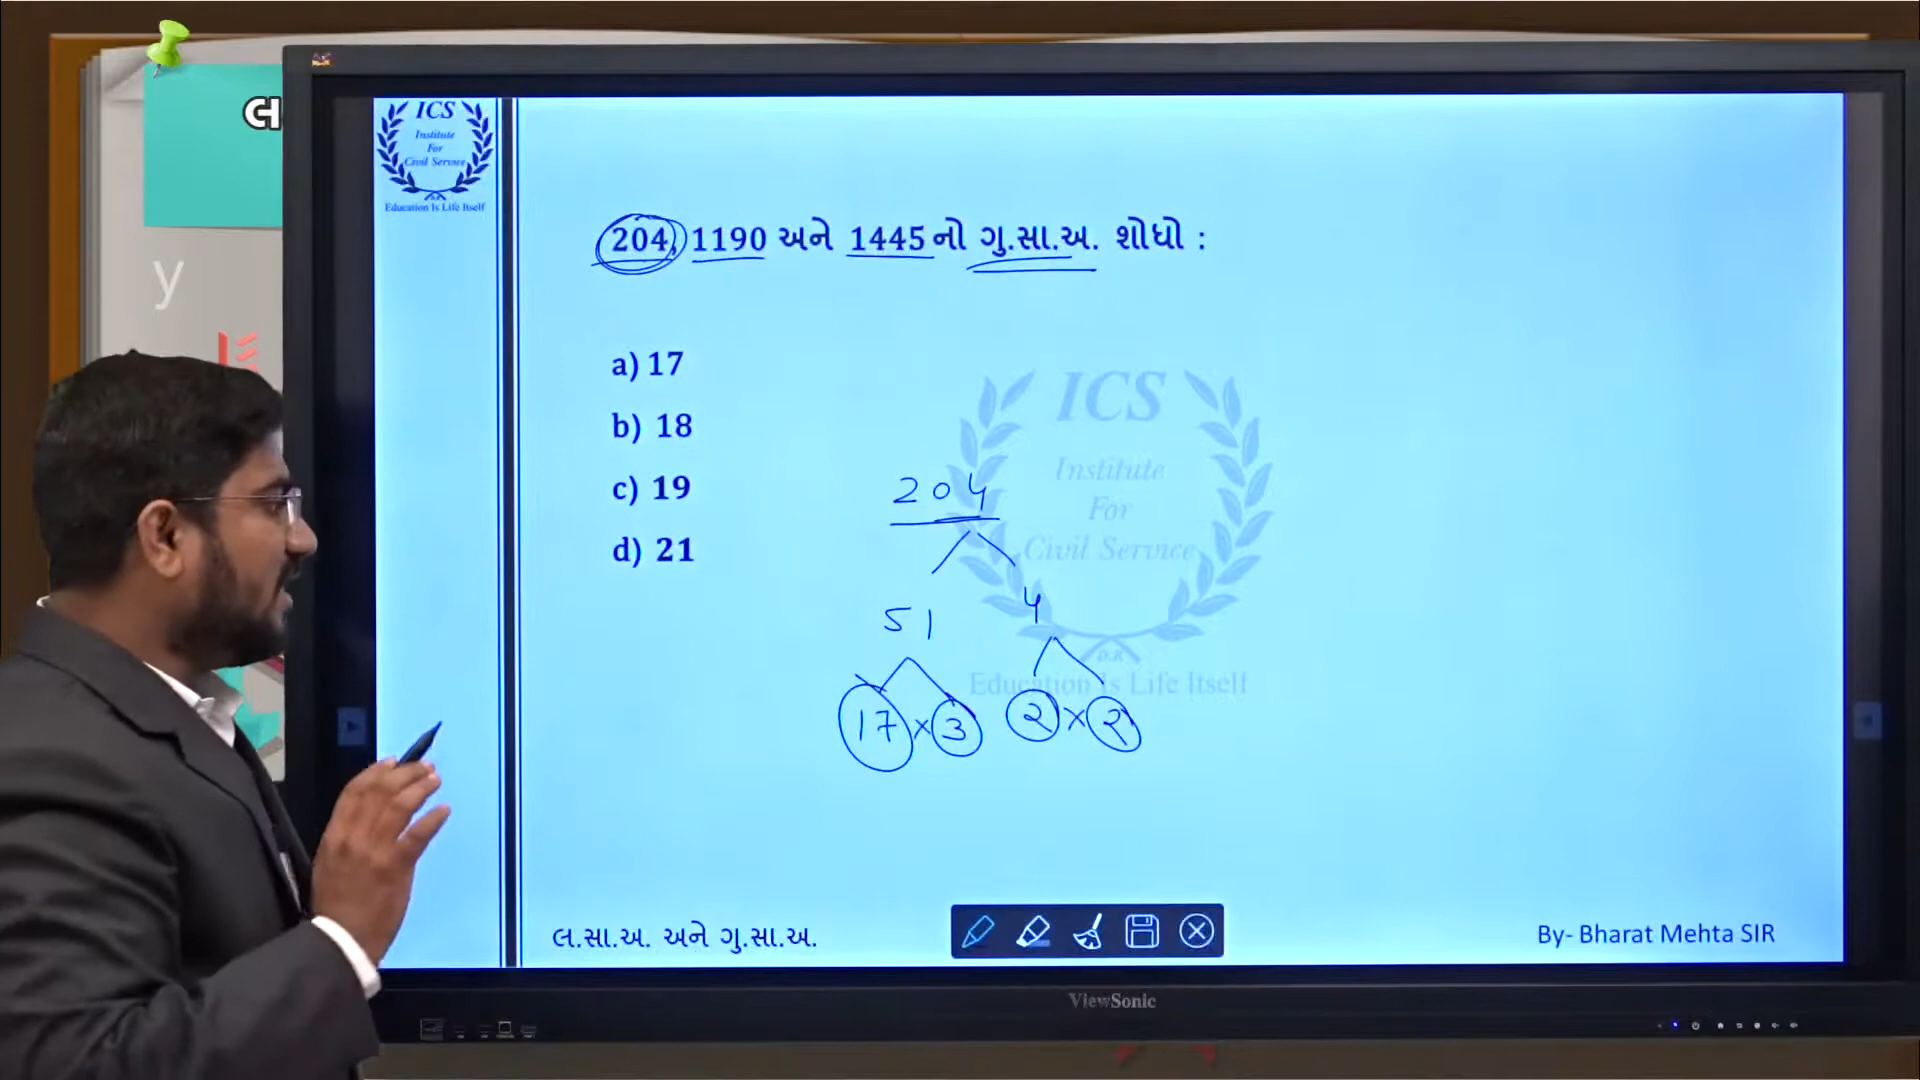 લ
y
ICS
Institute
For
Civil Service
Education Is Life Itself
204, 1190 અને 1445 નો ગુ.સા.અ. શોધો :
a) 17
b) 18
c) 19
d) 21
ICS
Institute
For
Civil Service
D.R
Education Is Life Itself
204
51 4
17 × 3 2 × 2
લ.સા.અ. અને ગુ.સા.અ.
By- Bharat Mehta SIR
ViewSonic